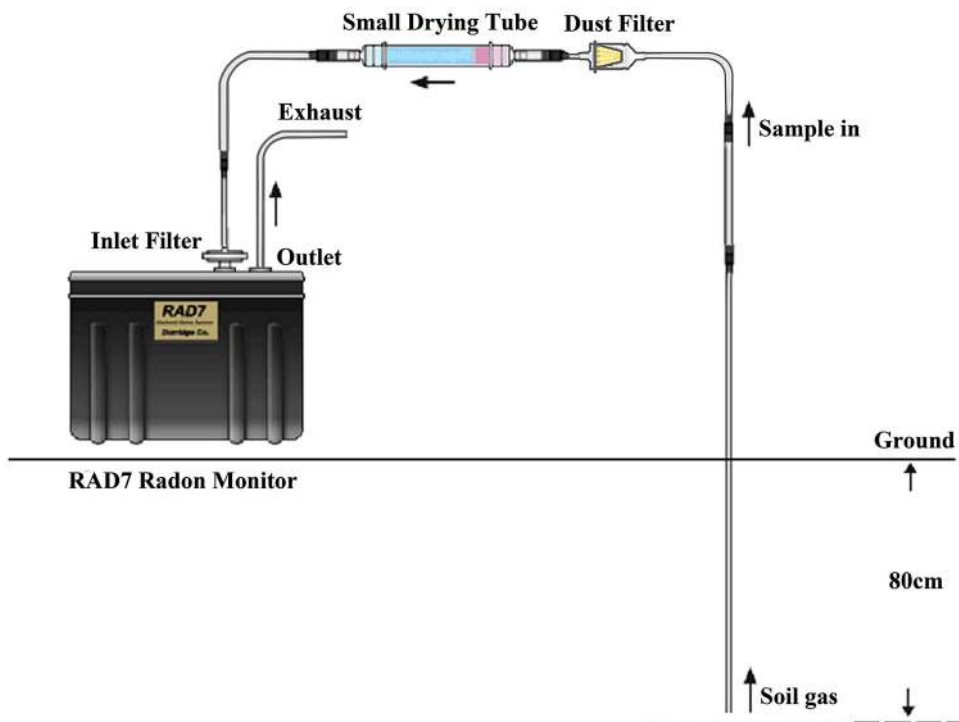 Small Drying Tube
Dust Filter
Exhaust
Sample in
Inlet Filter
Outlet
RAD7
Durridge Co.
Ground
RAD7 Radon Monitor
80cm
Soil gas